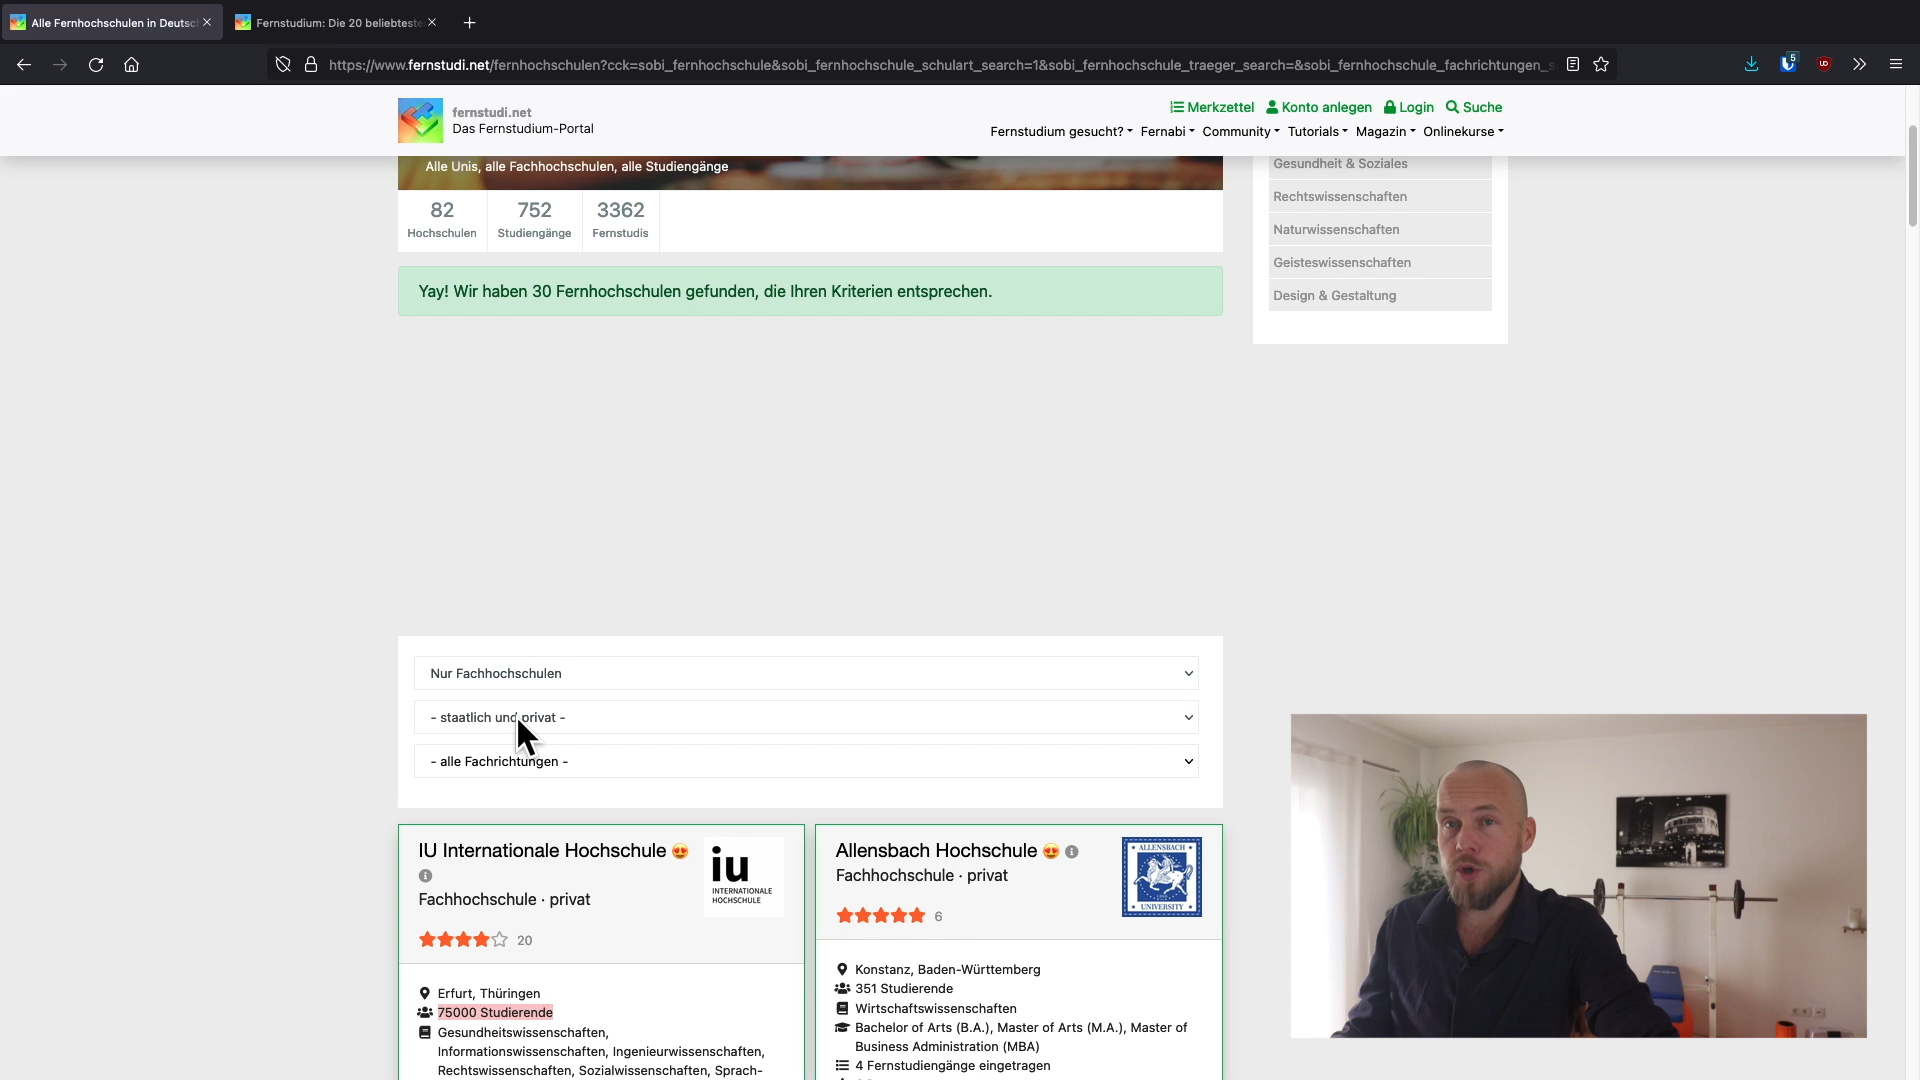 Alle Fernhochschulen in Deutsc
Fernstudium: Die 20 beliebteste
https://www.fernstudi.net/fernhochschulen?cck=sobi_fernhochschule&sobi_fernhochschule_schulart_search=1&sobi_fernhochschule_traeger_search=&sobi_fernhochschule_fachrichtungen_s
5
fernstudi.net
Das Fernstudium-Portal
Merkzettel Konto anlegen Login Suche
Fernstudium gesucht? Fernabi Community Tutorials Magazin Onlinekurse
Alle Unis, alle Fachhochschulen, alle Studiengänge
82 752 3362
Hochschulen Studiengänge Fernstudis
Yay! Wir haben 30 Fernhochschulen gefunden, die Ihren Kriterien entsprechen.
Gesundheit & Soziales
Rechtswissenschaften
Naturwissenschaften
Geisteswissenschaften
Design & Gestaltung
Nur Fachhochschulen
- staatlich und privat -
- alle Fachrichtungen -
IU Internationale Hochschule
Fachhochschule · privat
20
iu
INTERNATIONALE
HOCHSCHULE
Erfurt, Thüringen
75000 Studierende
Gesundheitswissenschaften,
Informationswissenschaften, Ingenieurwissenschaften,
Rechtswissenschaften, Sozialwissenschaften, Sprach-
Allensbach Hochschule
Fachhochschule · privat
6
ALLENSBACH
UNIVERSITY
Konstanz, Baden-Württemberg
351 Studierende
Wirtschaftswissenschaften
Bachelor of Arts (B.A.), Master of Arts (M.A.), Master of
Business Administration (MBA)
4 Fernstudiengänge eingetragen